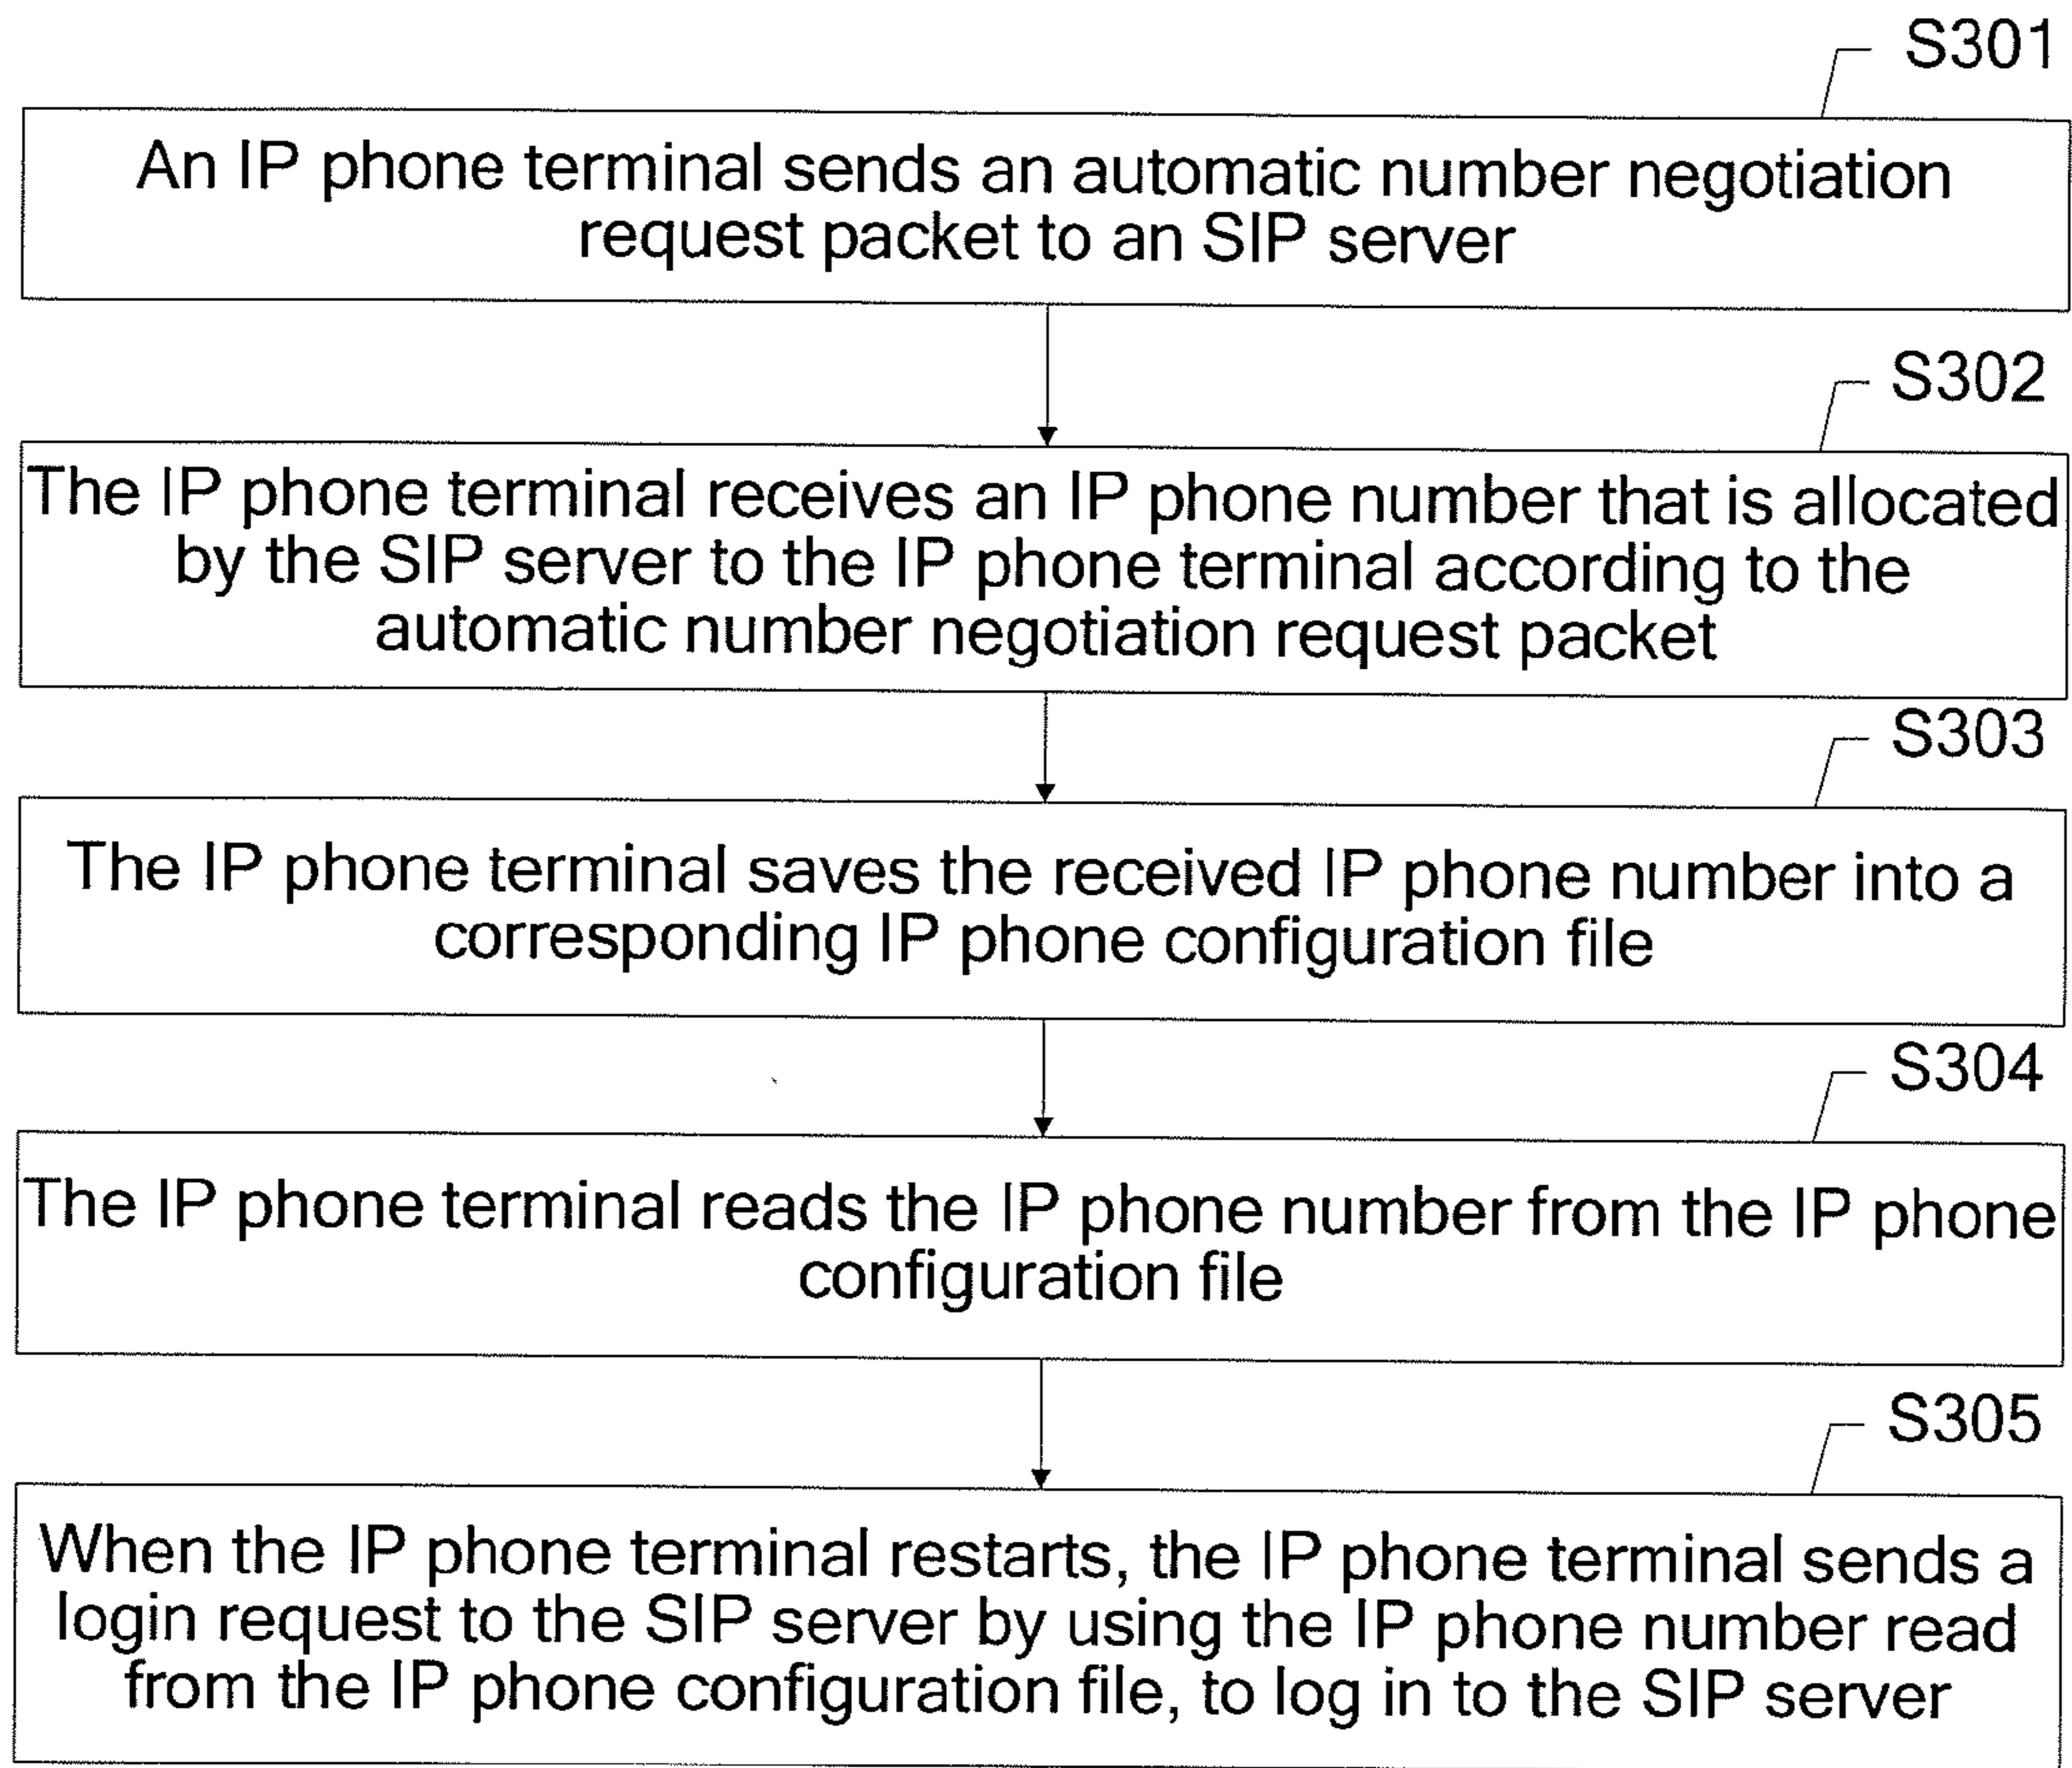 S301
An IP phone terminal sends an automatic number negotiation
request packet to an SIP server
S302
The IP phone terminal receives an IP phone number that is allocated
by the SIP server to the IP phone terminal according to the
automatic number negotiation request packet
S303
The IP phone terminal saves the received IP phone number into a
corresponding IP phone configuration file
S304
The IP phone terminal reads the IP phone number from the IP phone
configuration file
S305
When the IP phone terminal restarts, the IP phone terminal sends a
login request to the SIP server by using the IP phone number read
from the IP phone configuration file, to log in to the SIP server